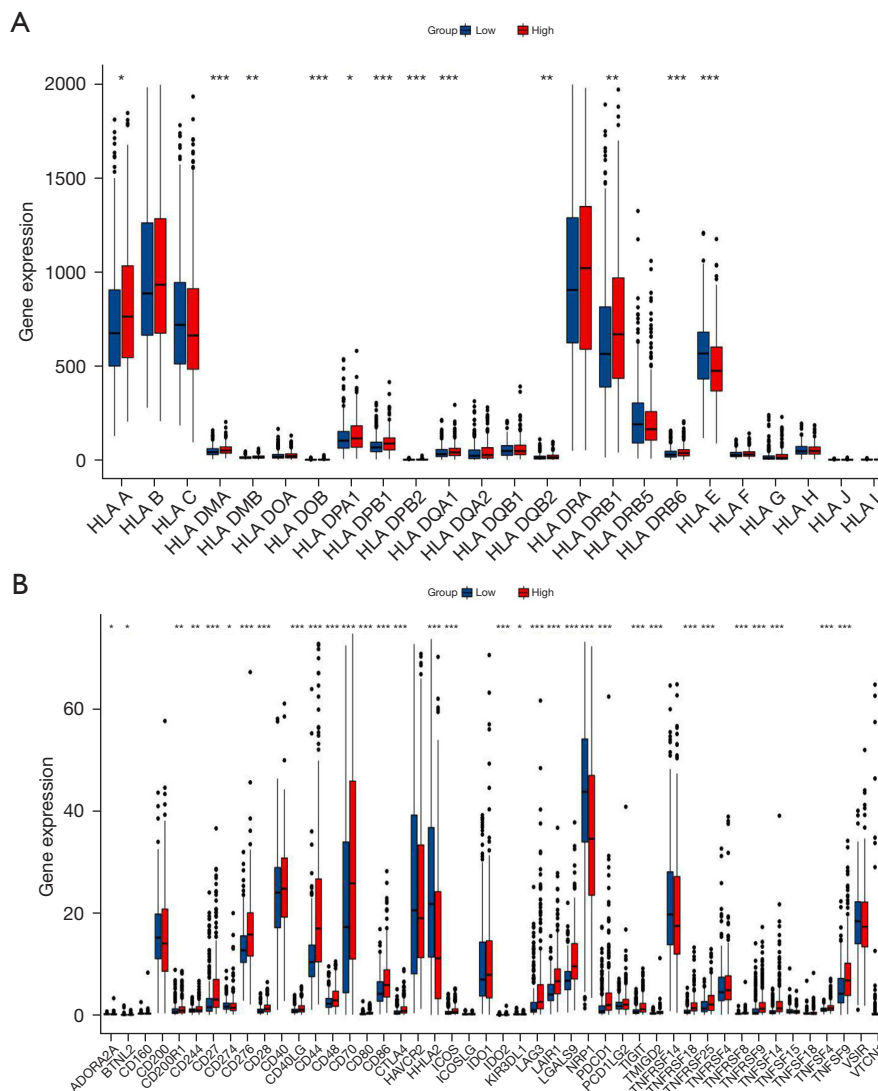 A
Group Low High
* *** ** *** * *** *** *** ** ** *** ***
2000
1500
1000
500
0
Gene expression
HLA A
HLA B
HLA C
HLA DMA
HLA DMB
HLA DOA
HLA DOB
HLA DPA1
HLA DPB1
HLA DPB2
HLA DQA1
HLA DQA2
HLA DQB1
HLA DQB2
HLA DRA
HLA DRB1
HLA DRB5
HLA DRB6
HLA E
HLA F
HLA G
HLA H
HLA J
HLA L
B
Group Low High
* * ** ** *** * *** *** *** *** *** *** *** *** *** *** *** *** * *** *** *** *** *** *** *** *** *** *** *** *** *** ***
60
40
20
0
Gene expression
ADORA2A
BTNL2
CD160
CD200
CD200R1
CD244
CD27
CD274
CD276
CD28
CD40
CD40LG
CD44
CD48
CD70
CD80
CD86
CTLA4
HAVCR2
HHLA2
ICOS
ICOSLG
IDO1
IDO2
KIR3DL1
LAG3
LAIR1
LGALS9
NRP1
PDCD1
PDCD1LG2
TIGIT
TMIGD2
TNFRSF14
TNFRSF18
TNFRSF25
TNFRSF4
TNFRSF8
TNFRSF9
TNFSF14
TNFSF15
TNFSF18
TNFSF4
TNFSF9
VSIR
VTCN1